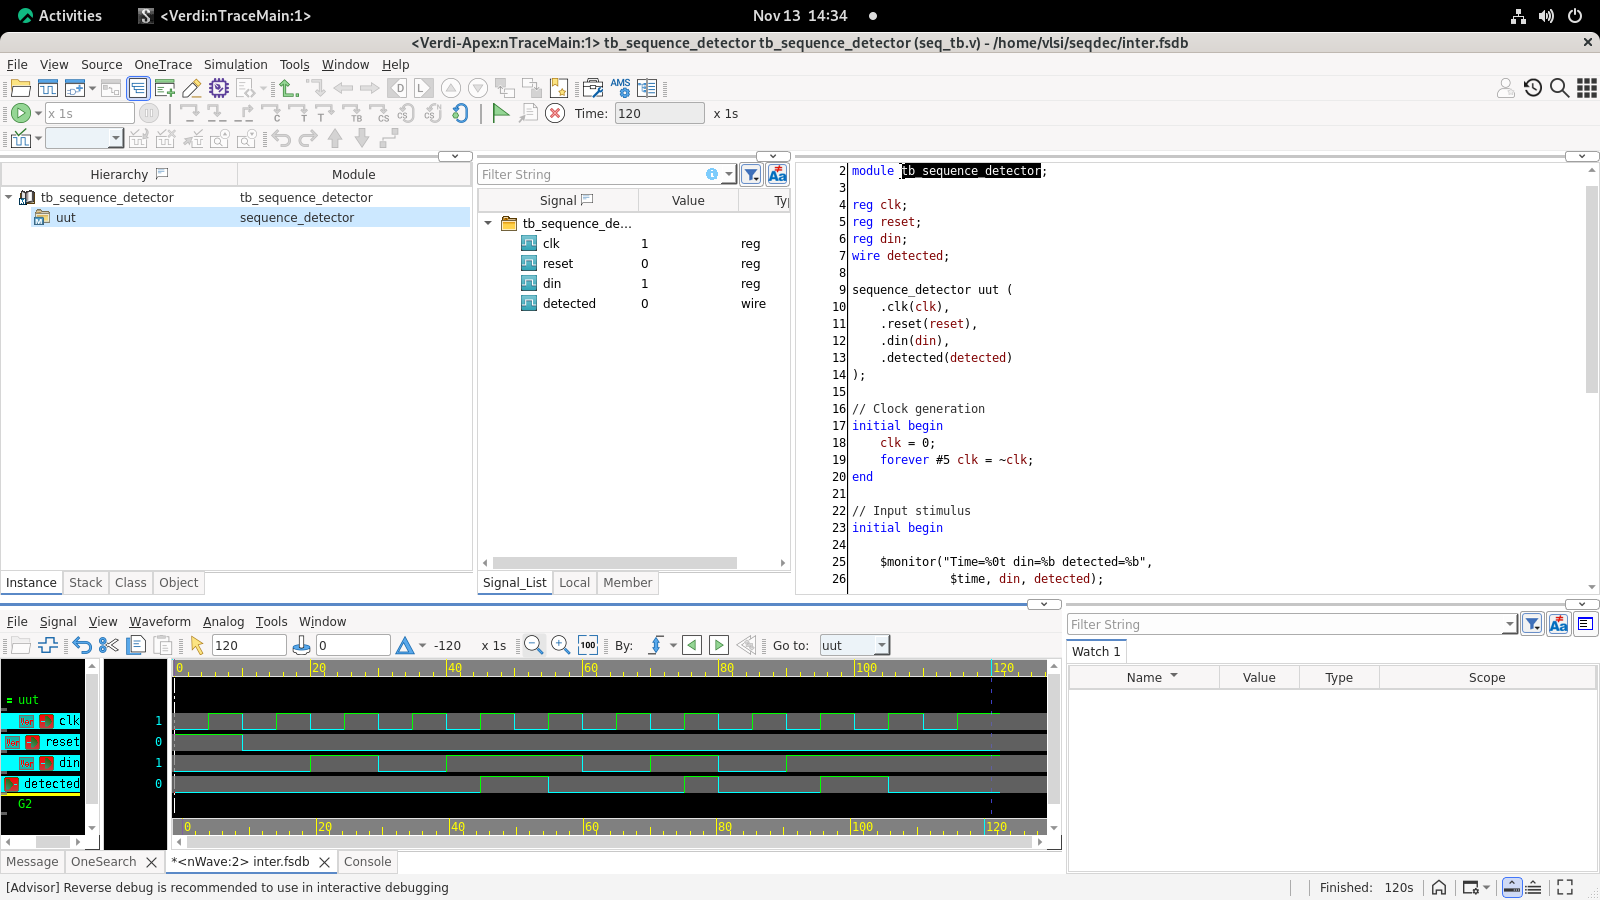 Activities <Verdi:nTraceMain:1> Nov 13 14:34
<Verdi-Apex:nTraceMain:1> tb_sequence_detector tb_sequence_detector (seq_tb.v) - /home/vlsi/seqdec/inter.fsdb
File View Source OneTrace Simulation Tools Window Help
x 1s Time: 120 x 1s
Hierarchy Module
tb_sequence_detector tb_sequence_detector
uut sequence_detector
Instance Stack Class Object
Filter String
Signal Value Ty
tb_sequence_de...
clk 1 reg
reset 0 reg
din 1 reg
detected 0 wire
Signal_List Local Member
2 module tb_sequence_detector;
3
4 reg clk;
5 reg reset;
6 reg din;
7 wire detected;
8
9 sequence_detector uut (
10 .clk(clk),
11 .reset(reset),
12 .din(din),
13 .detected(detected)
14 );
15
16 // Clock generation
17 initial begin
18 clk = 0;
19 forever #5 clk = ~clk;
20 end
21
22 // Input stimulus
23 initial begin
24
25 $monitor("Time=%0t din=%b detected=%b",
26 $time, din, detected);
File Signal View Waveform Analog Tools Window
120 0 -120 x 1s 100 By: Go to: uut
0 20 40 60 80 100 120
= uut
clk 1
reset 0
din 1
detected 0
G2
0 20 40 60 80 100 120
Message OneSearch *<nWave:2> inter.fsdb Console
Filter String
Watch 1
Name Value Type Scope
[Advisor] Reverse debug is recommended to use in interactive debugging Finished: 120s